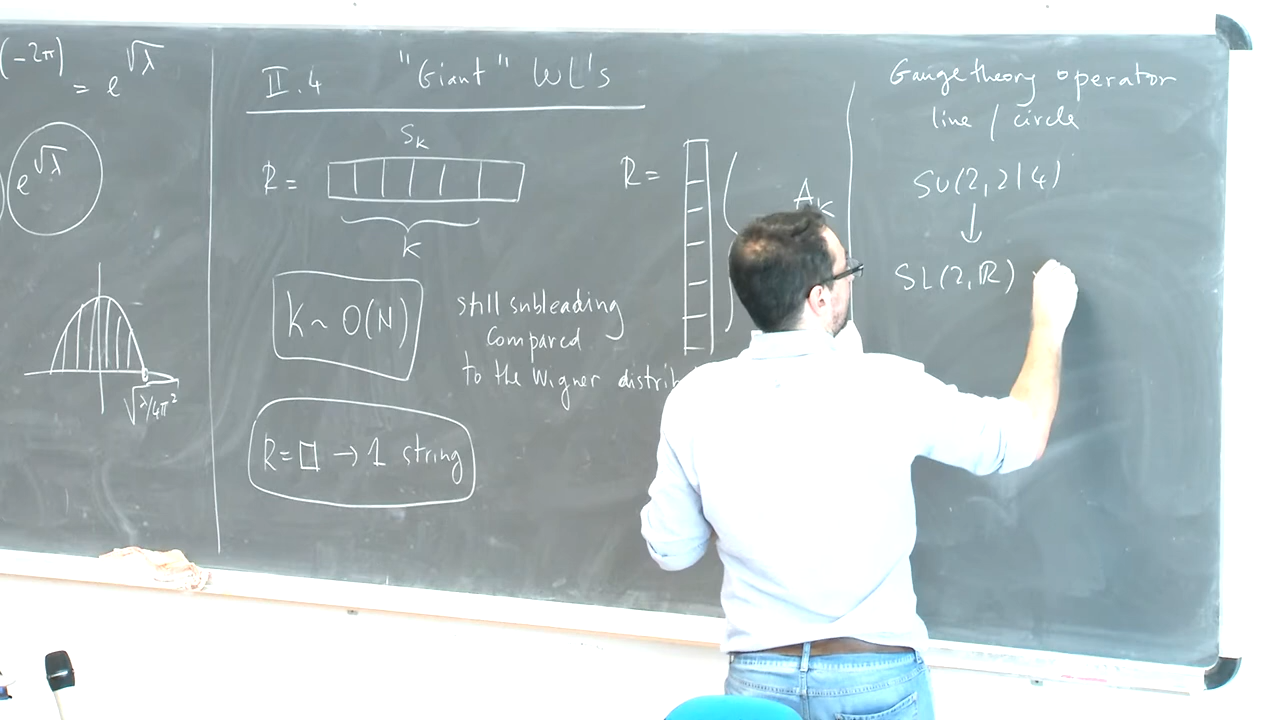 (-2π) = e^√λ
e^√λ
√λ/4π²
II.4 "Giant" WL's
S_K
R =
K
K ~ O(N)
still subleading
compared
to the Wigner distrib
R = □ → 1 string
R =
A_K
Gauge theory operator
line / circle
SU(2,2|4)
↓
SL(2,ℝ)